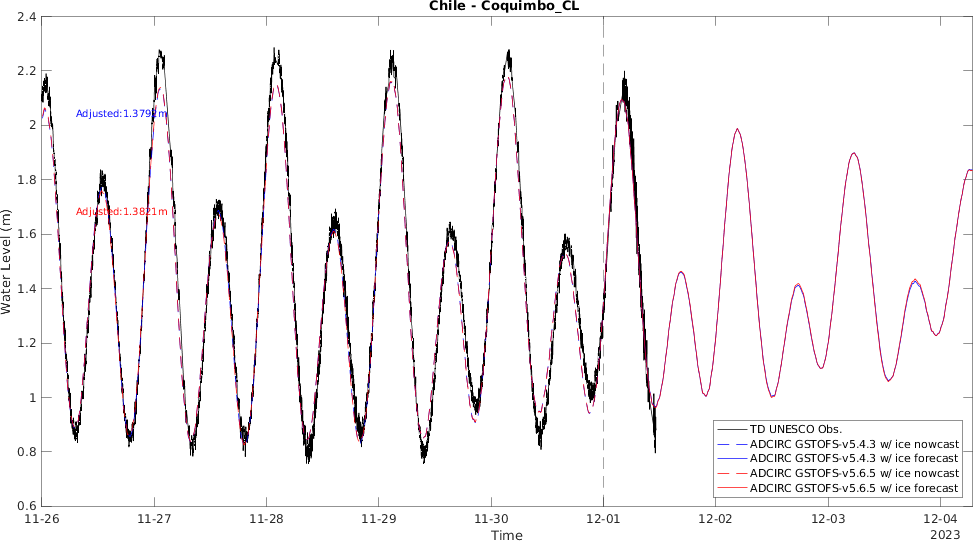 Chile - Coquimbo_CL
2.4
2.2
2
1.8
1.6
1.4
1.2
1
0.8
0.6
Water Level (m)
Adjusted:1.3792m
Adjusted:1.3821m
TD UNESCO Obs.
ADCIRC GSTOFS-v5.4.3 w/ ice nowcast
ADCIRC GSTOFS-v5.4.3 w/ ice forecast
ADCIRC GSTOFS-v5.6.5 w/ ice nowcast
ADCIRC GSTOFS-v5.6.5 w/ ice forecast
11-26 11-27 11-28 11-29 11-30 12-01 12-02 12-03 12-04
Time 2023